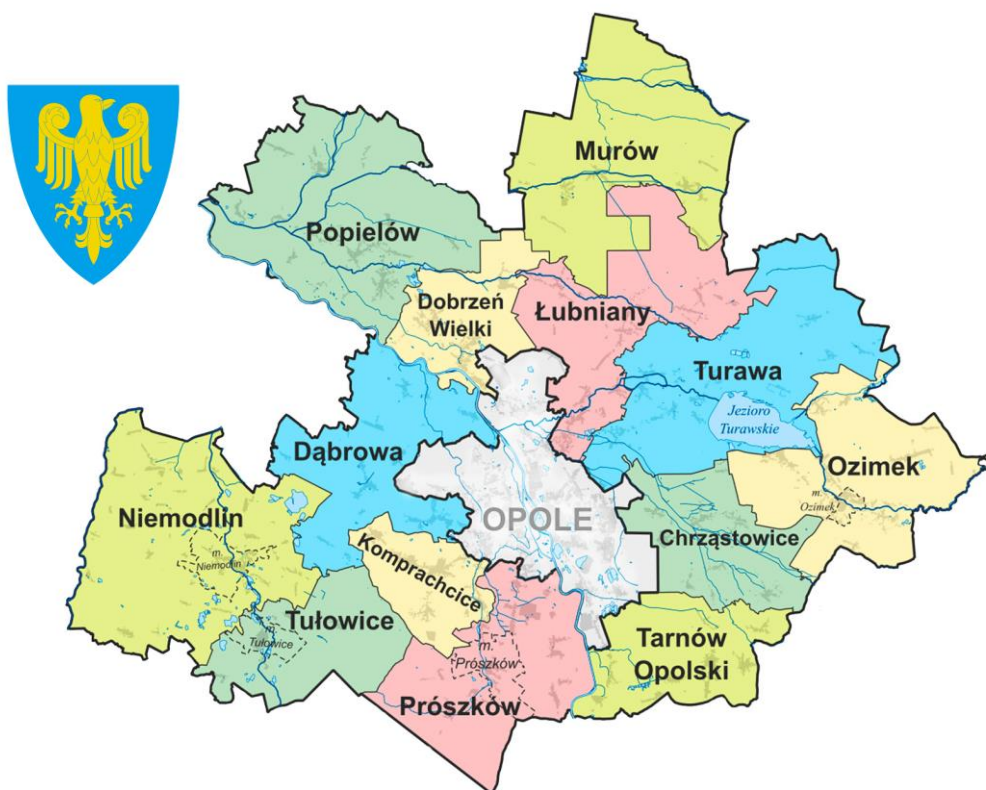 Murów
Popielów
Dobrzeń
Wielki
Łubniany
Turawa
Jezioro
Turawskie
Dąbrowa
Ozimek
m.
Ozimek
Niemodlin
m.
Niemodlin
OPOLE
Chrząstowice
Komprachcice
Tułowice
m.
Tułowice
m.
Prószków
Tarnów
Opolski
Prószków